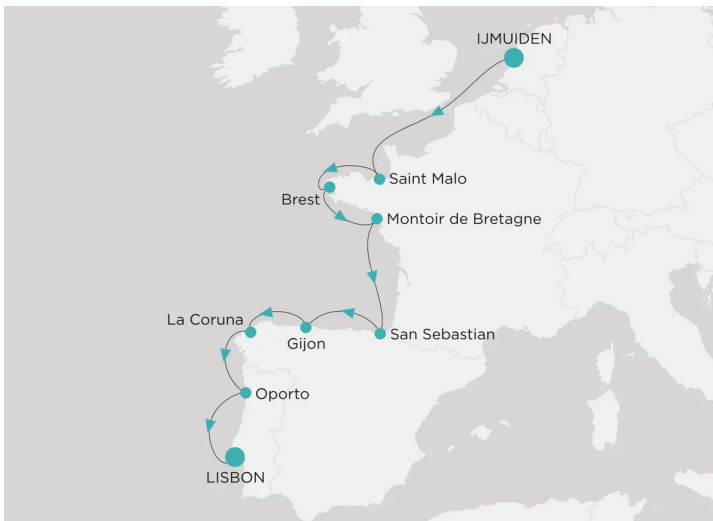 IJMUIDEN
Saint Malo
Brest
Montoir de Bretagne
La Coruna
Gijon
San Sebastian
Oporto
LISBON